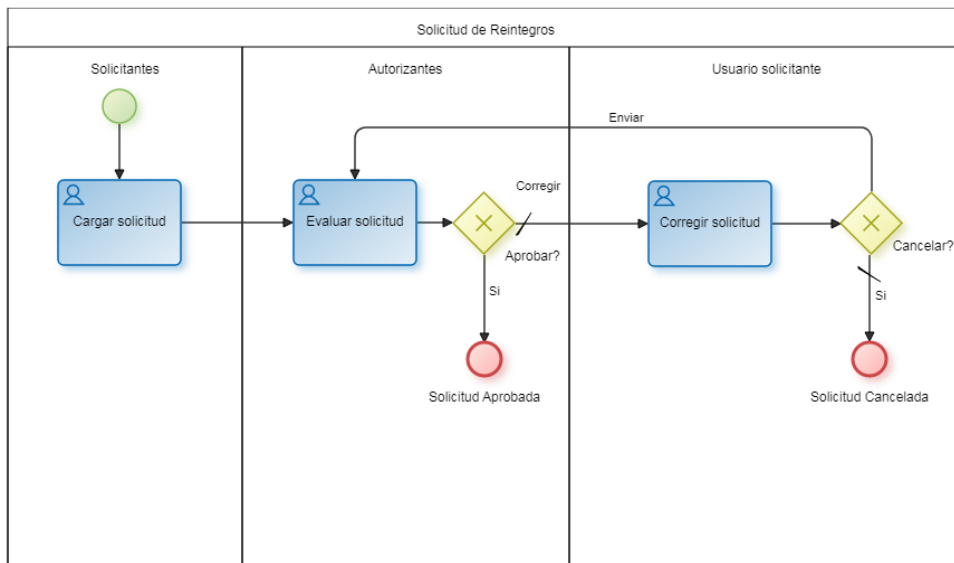 Solicitud de Reintegros
Solicitantes
Autorizantes
Usuario solicitante
Enviar
Cargar solicitud
Evaluar solicitud
Corregir
Aprobar?
Corregir solicitud
Cancelar?
Si
Si
Solicitud Aprobada
Solicitud Cancelada